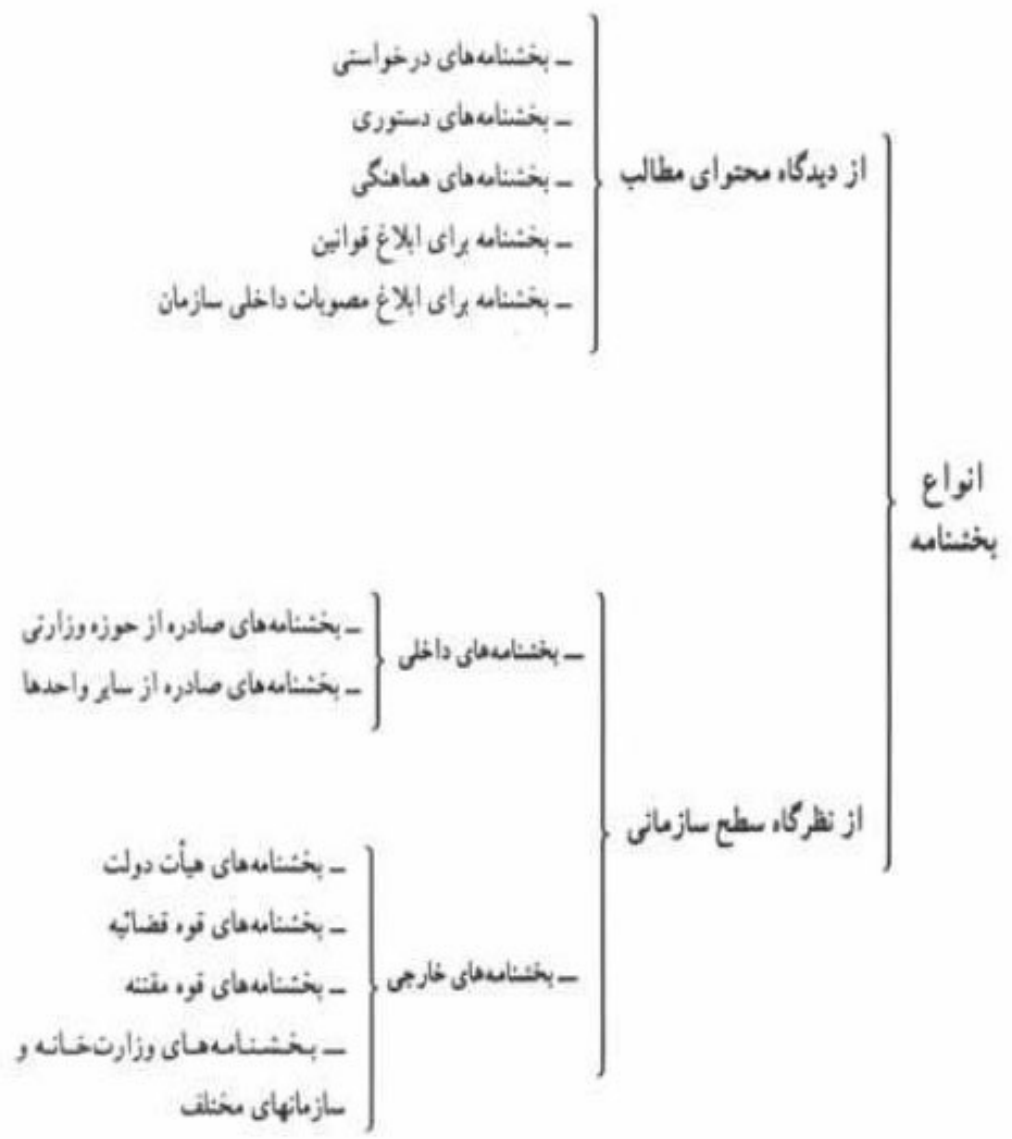 انواع
بخشنامه
از دیدگاه محتوای مطالب
ـ بخشنامه‌های درخواستی
ـ بخشنامه‌های دستوری
ـ بخشنامه‌های هماهنگی
ـ بخشنامه برای ابلاغ قوانین
ـ بخشنامه برای ابلاغ مصوبات داخلی سازمان
از نظرگاه سطح سازمانی
ـ بخشنامه‌های داخلی
ـ بخشنامه‌های صادره از حوزه وزارتی
ـ بخشنامه‌های صادره از سایر واحدها
ـ بخشنامه‌های خارجی
ـ بخشنامه‌های هیأت دولت
ـ بخشنامه‌های قوه قضائیه
ـ بخشنامه‌های قوه مقننه
ـ بخشنامه‌های وزارت‌خانه و
سازمانهای مختلف